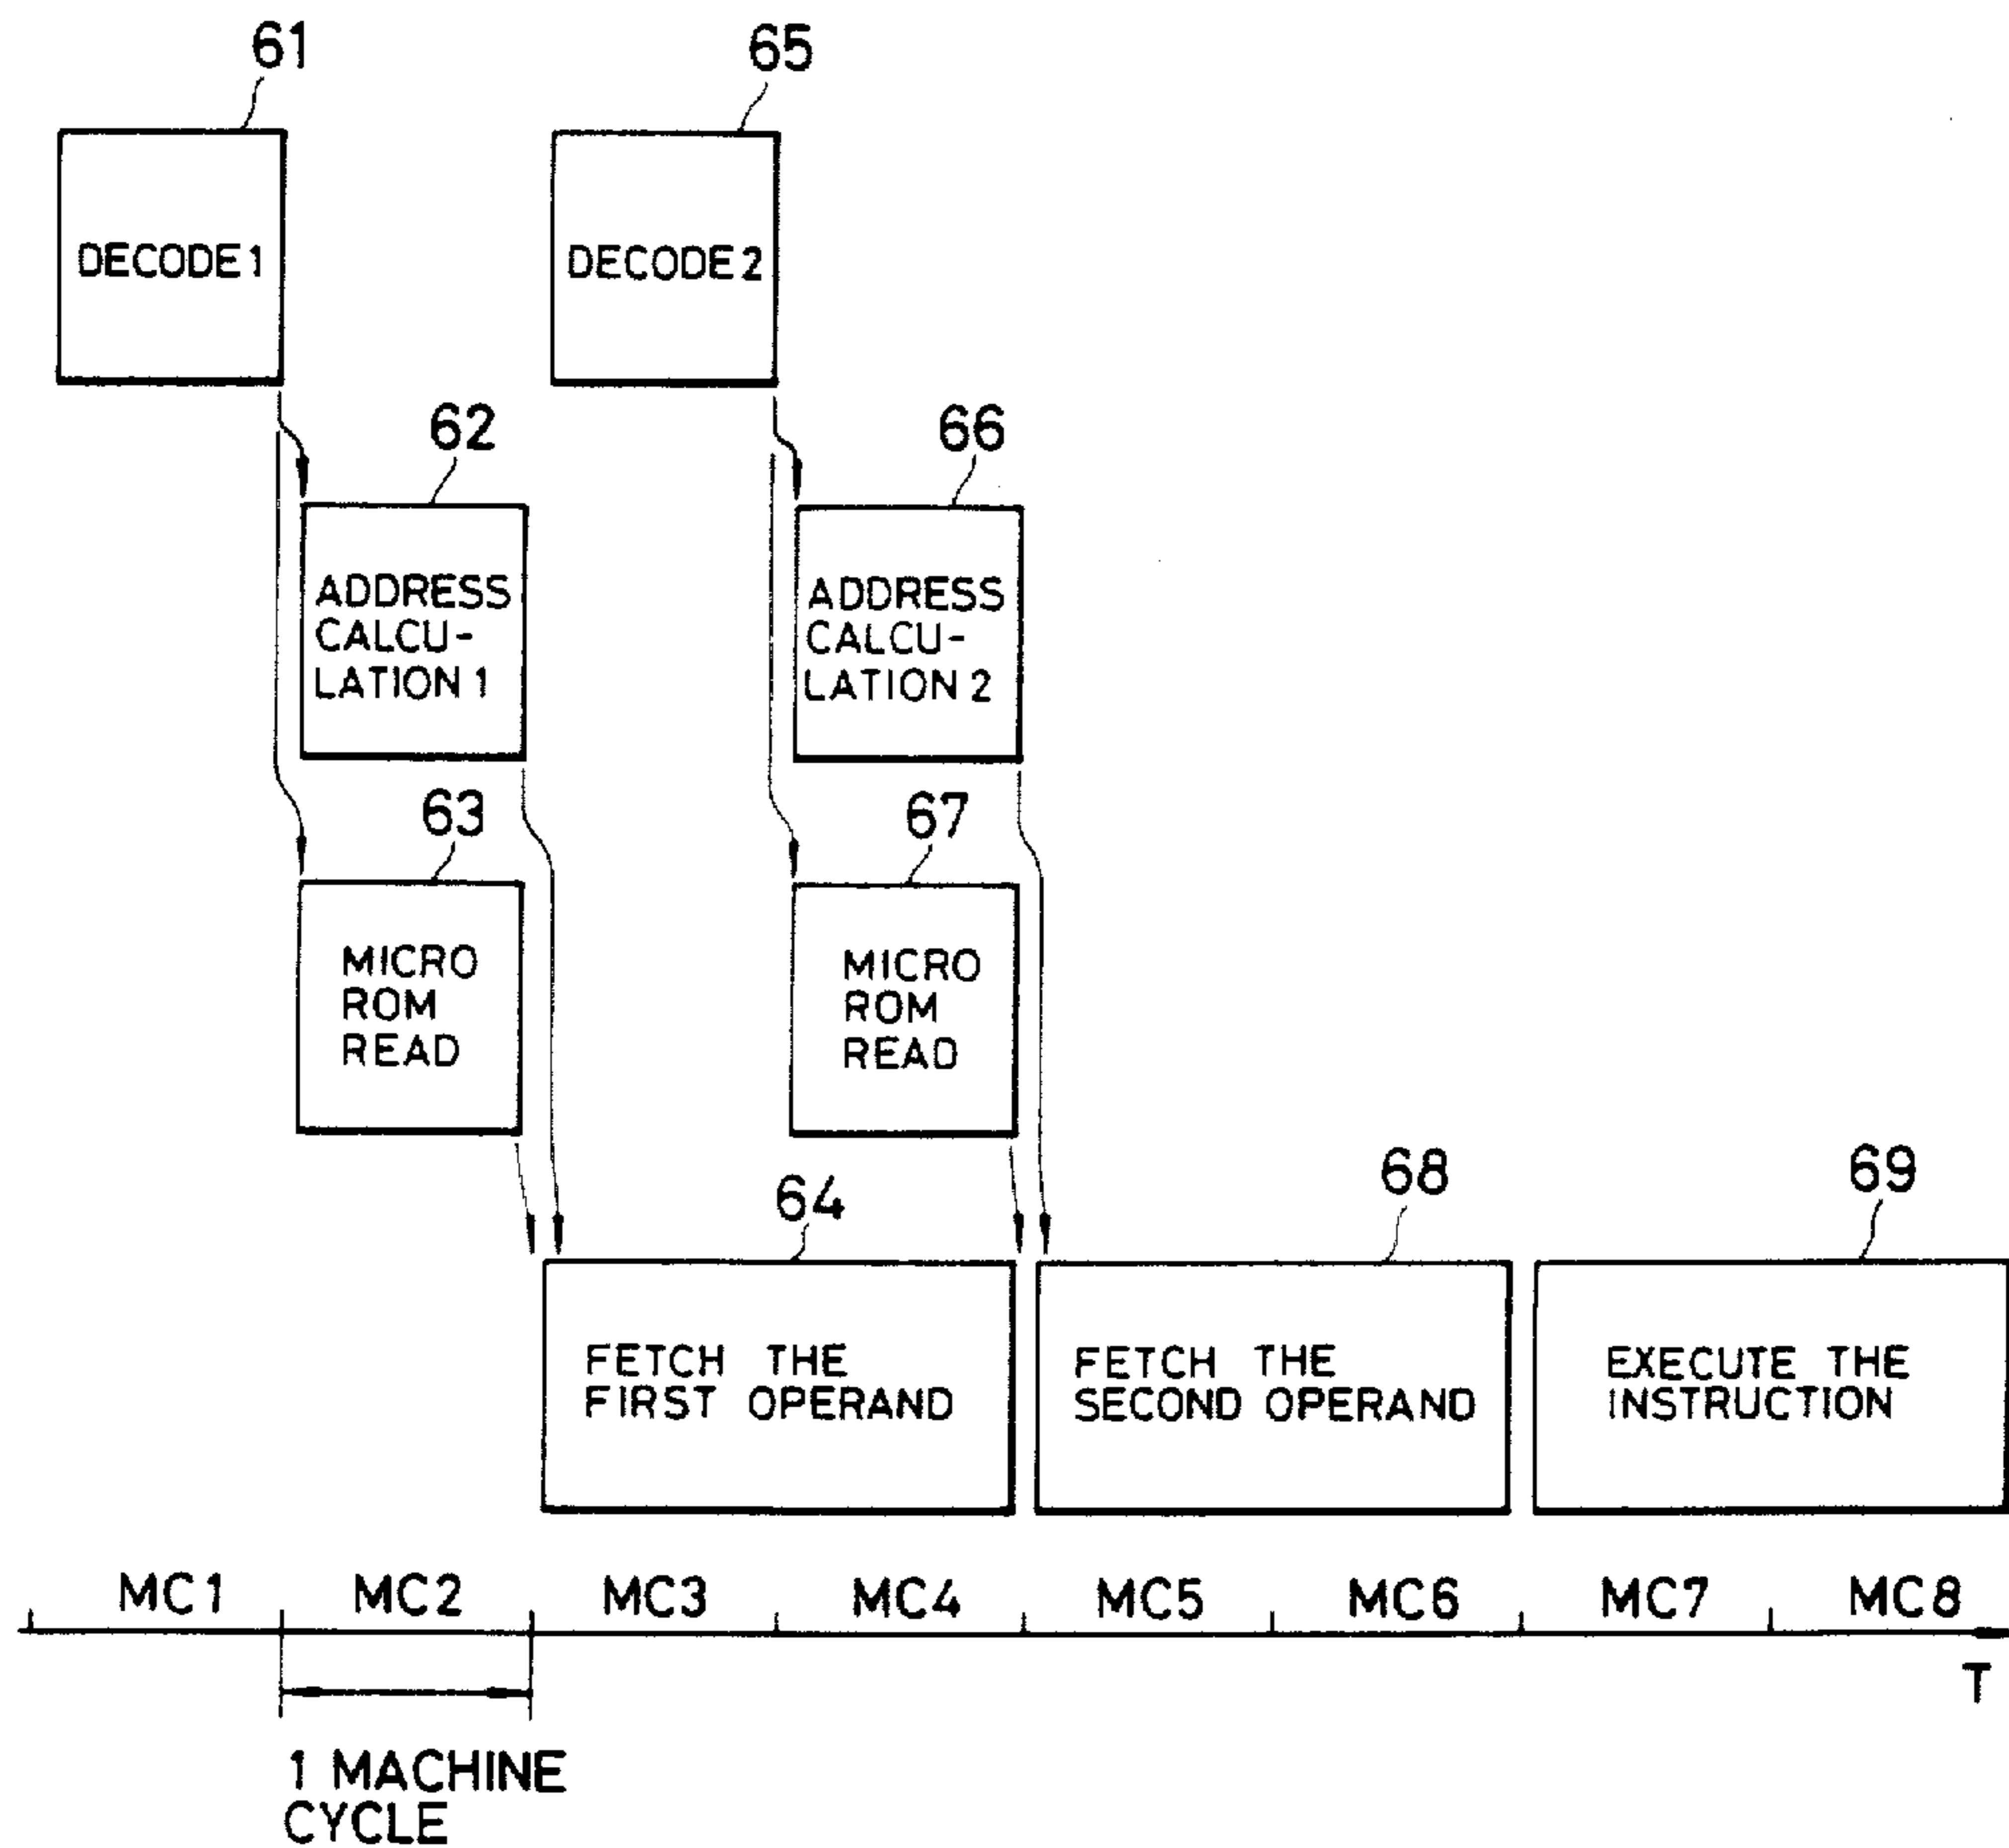 61
65
DECODE 1
DECODE 2
62
66
ADDRESS
CALCU-
LATION 1
ADDRESS
CALCU-
LATION 2
63
67
MICRO
ROM
READ
MICRO
ROM
READ
64
68
69
FETCH THE
FIRST OPERAND
FETCH THE
SECOND OPERAND
EXECUTE THE
INSTRUCTION
MC1 MC2 MC3 MC4 MC5 MC6 MC7 MC8
T
1 MACHINE
CYCLE